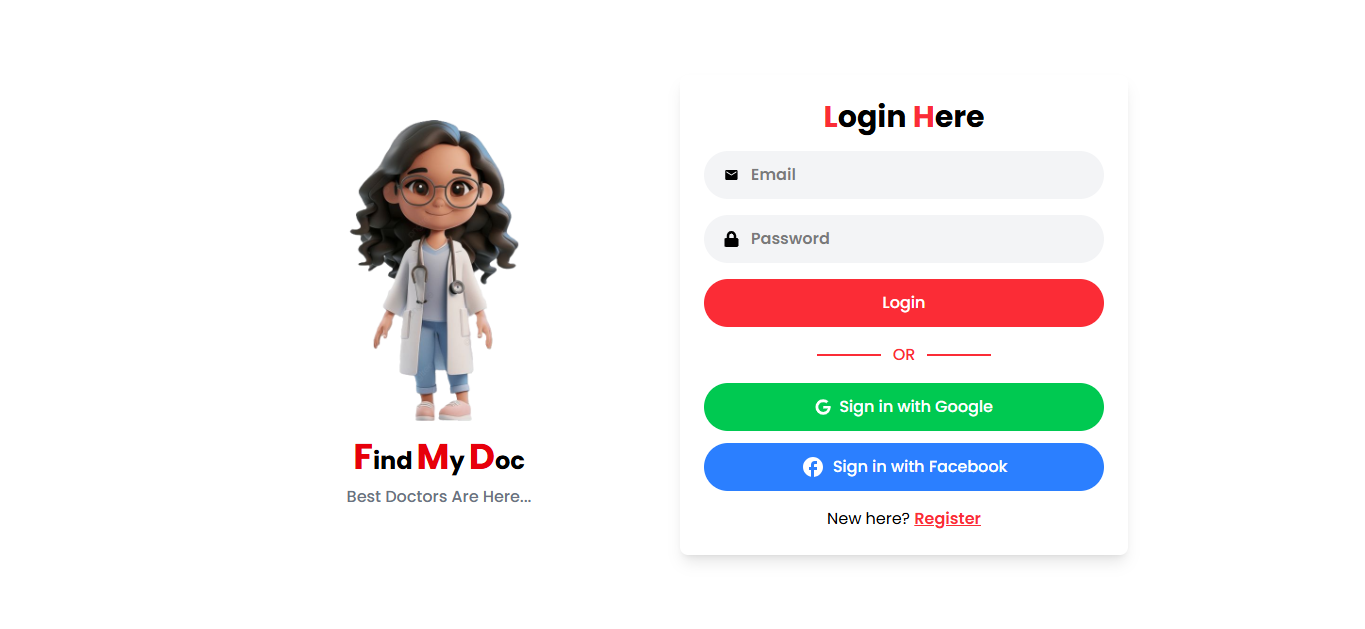 Find My Doc
Best Doctors Are Here...
Login Here
Email
Password
Login
OR
Sign in with Google
Sign in with Facebook
New here? Register